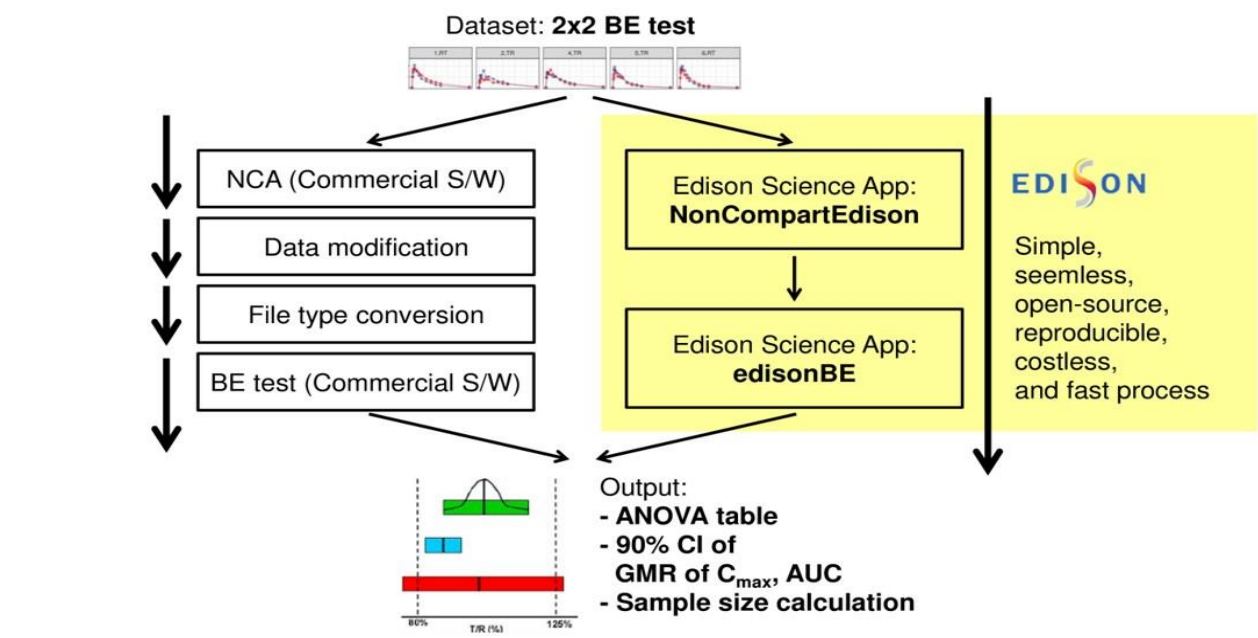 Dataset: 2x2 BE test
1,RT
2,TR
4,TR
5,TR
6,RT
NCA (Commercial S/W)
Data modification
File type conversion
BE test (Commercial S/W)
Edison Science App:
NonCompartEdison
Edison Science App:
edisonBE
EDISON
Simple,
seemless,
open-source,
reproducible,
costless,
and fast process
Output:
- ANOVA table
- 90% CI of
GMR of Cmax, AUC
- Sample size calculation
80%
125%
T/R (%)